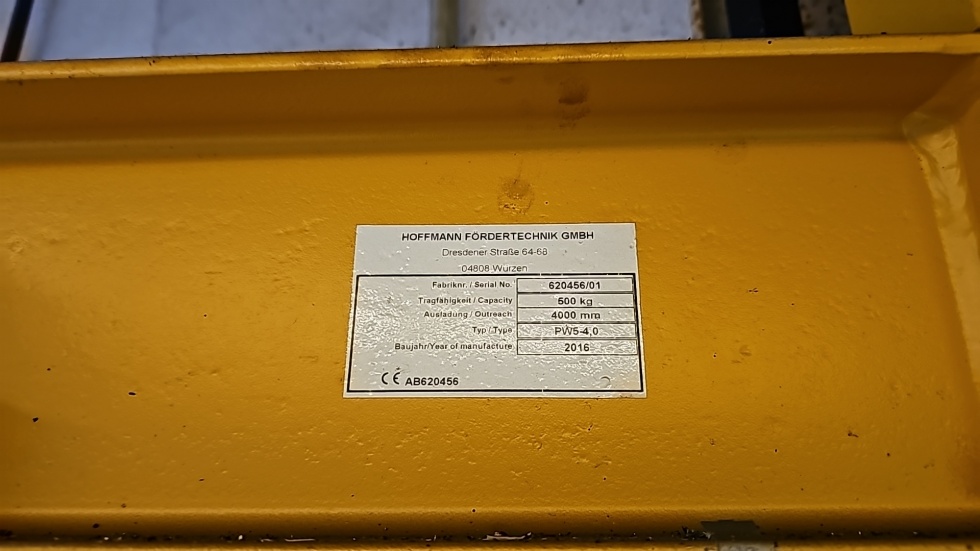 HOFFMANN FÖRDERTECHNIK GMBH
Dresdener Straße 64-68
04808 Wurzen
Fabriknr. / Serial No. 620456/01
Tragfähigkeit / Capacity 500 kg
Ausladung / Outreach 4000 mm
Typ / Type PW5-4,0
Baujahr/Year of manufacture 2016
CE AB620456